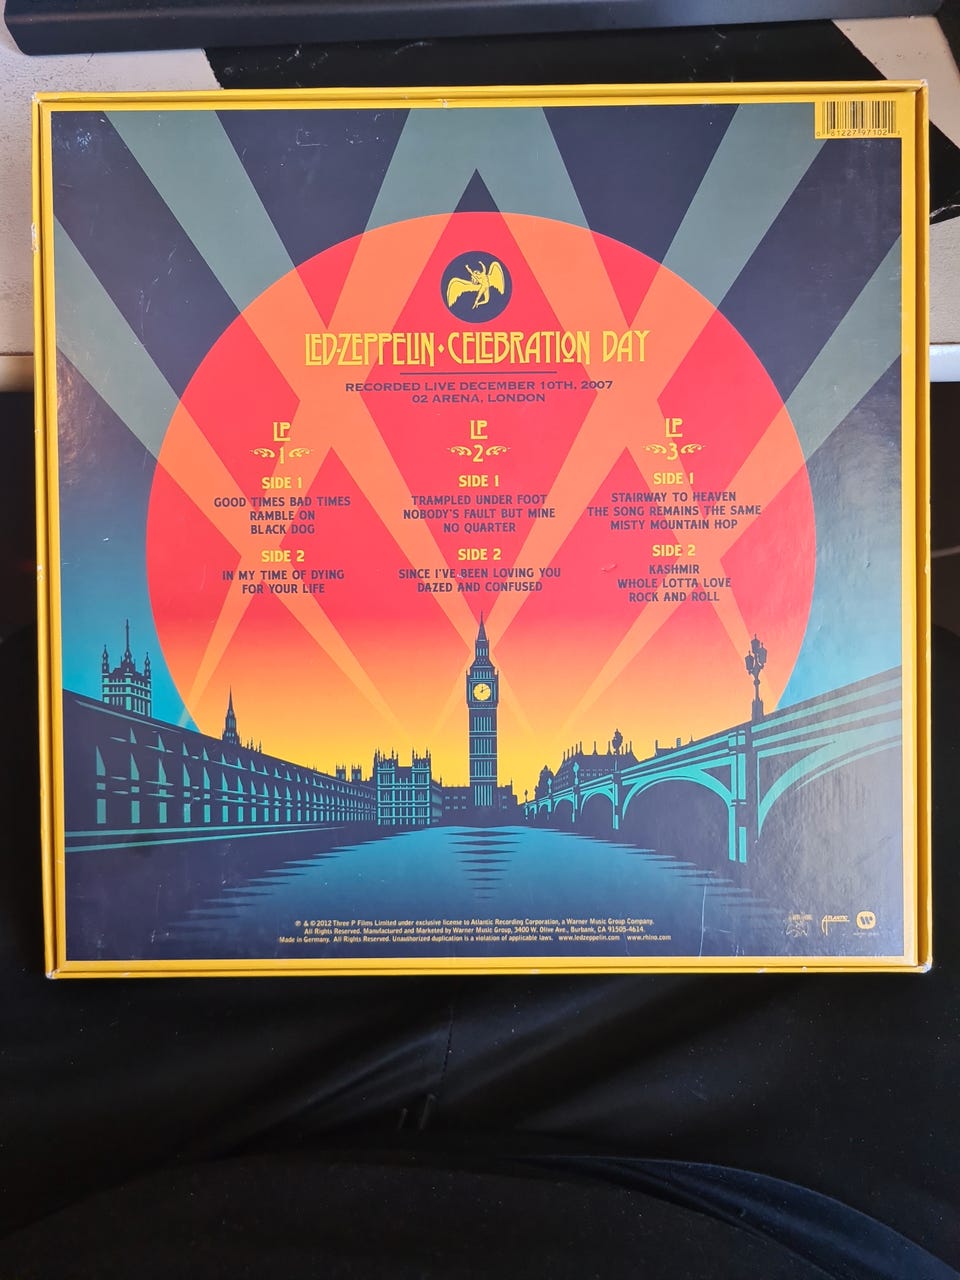 0 81227 97102 1
LED-ZEPPELIN · CELEBRATION DAY
RECORDED LIVE DECEMBER 10TH, 2007
O2 ARENA, LONDON
LP
1
SIDE 1
GOOD TIMES BAD TIMES
RAMBLE ON
BLACK DOG
SIDE 2
IN MY TIME OF DYING
FOR YOUR LIFE
LP
2
SIDE 1
TRAMPLED UNDER FOOT
NOBODY'S FAULT BUT MINE
NO QUARTER
SIDE 2
SINCE I'VE BEEN LOVING YOU
DAZED AND CONFUSED
LP
3
SIDE 1
STAIRWAY TO HEAVEN
THE SONG REMAINS THE SAME
MISTY MOUNTAIN HOP
SIDE 2
KASHMIR
WHOLE LOTTA LOVE
ROCK AND ROLL
℗ & © 2012 Three P Films Limited under exclusive license to Atlantic Recording Corporation, a Warner Music Group Company.
All Rights Reserved. Manufactured and Marketed by Warner Music Group, 3400 W. Olive Ave., Burbank, CA 91505-4614.
Made in Germany. All Rights Reserved. Unauthorized duplication is a violation of applicable laws. www.ledzeppelin.com www.rhino.com
ATLANTIC